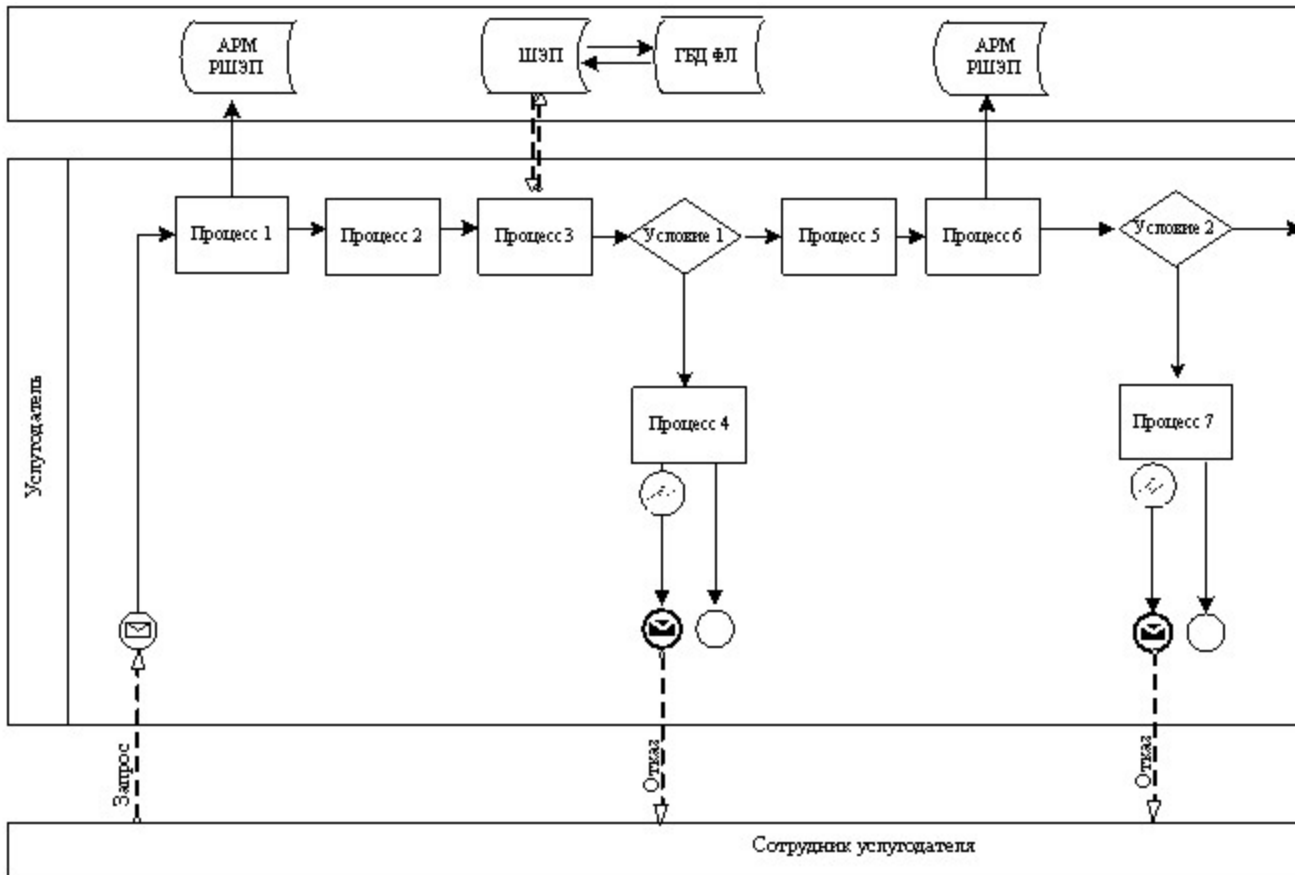 АРМ
РШЭП
ШЭП
ГБД ФЛ
АРМ
РШЭП
Услугодатель
Процесс 1
Процесс 2
Процесс 3
Условие 1
Процесс 5
Процесс 6
Условие 2
Процесс 4
Процесс 7
Запрос
Отказ
Отказ
Сотрудник услугодателя